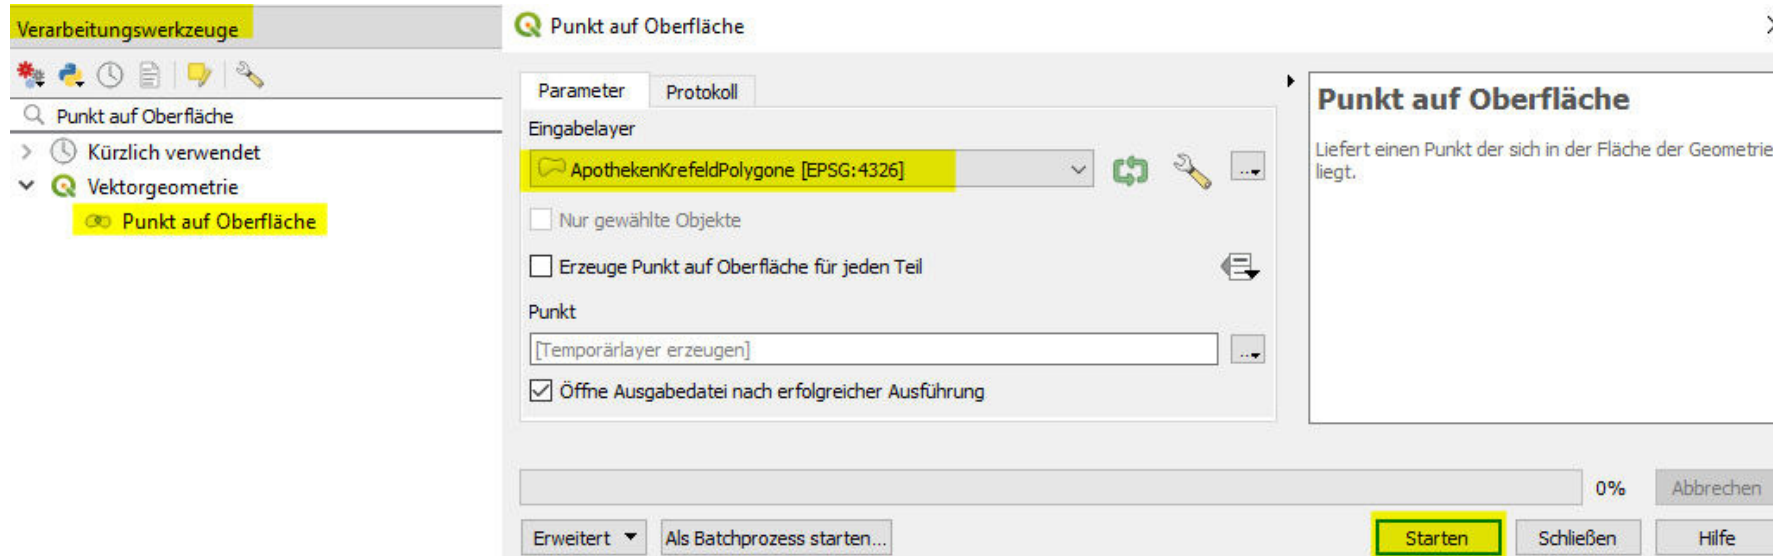 Verarbeitungswerkzeuge
Punkt auf Oberfläche
Kürzlich verwendet
Vektorgeometrie
Punkt auf Oberfläche
Punkt auf Oberfläche
Parameter
Protokoll
Eingabelayer
ApothekenKrefeldPolygone [EPSG:4326]
...
Nur gewählte Objekte
Erzeuge Punkt auf Oberfläche für jeden Teil
Punkt
[Temporärlayer erzeugen]
...
Öffne Ausgabedatei nach erfolgreicher Ausführung
Punkt auf Oberfläche
Liefert einen Punkt der sich in der Fläche der Geometrie
liegt.
0%
Abbrechen
Erweitert
Als Batchprozess starten...
Starten
Schließen
Hilfe